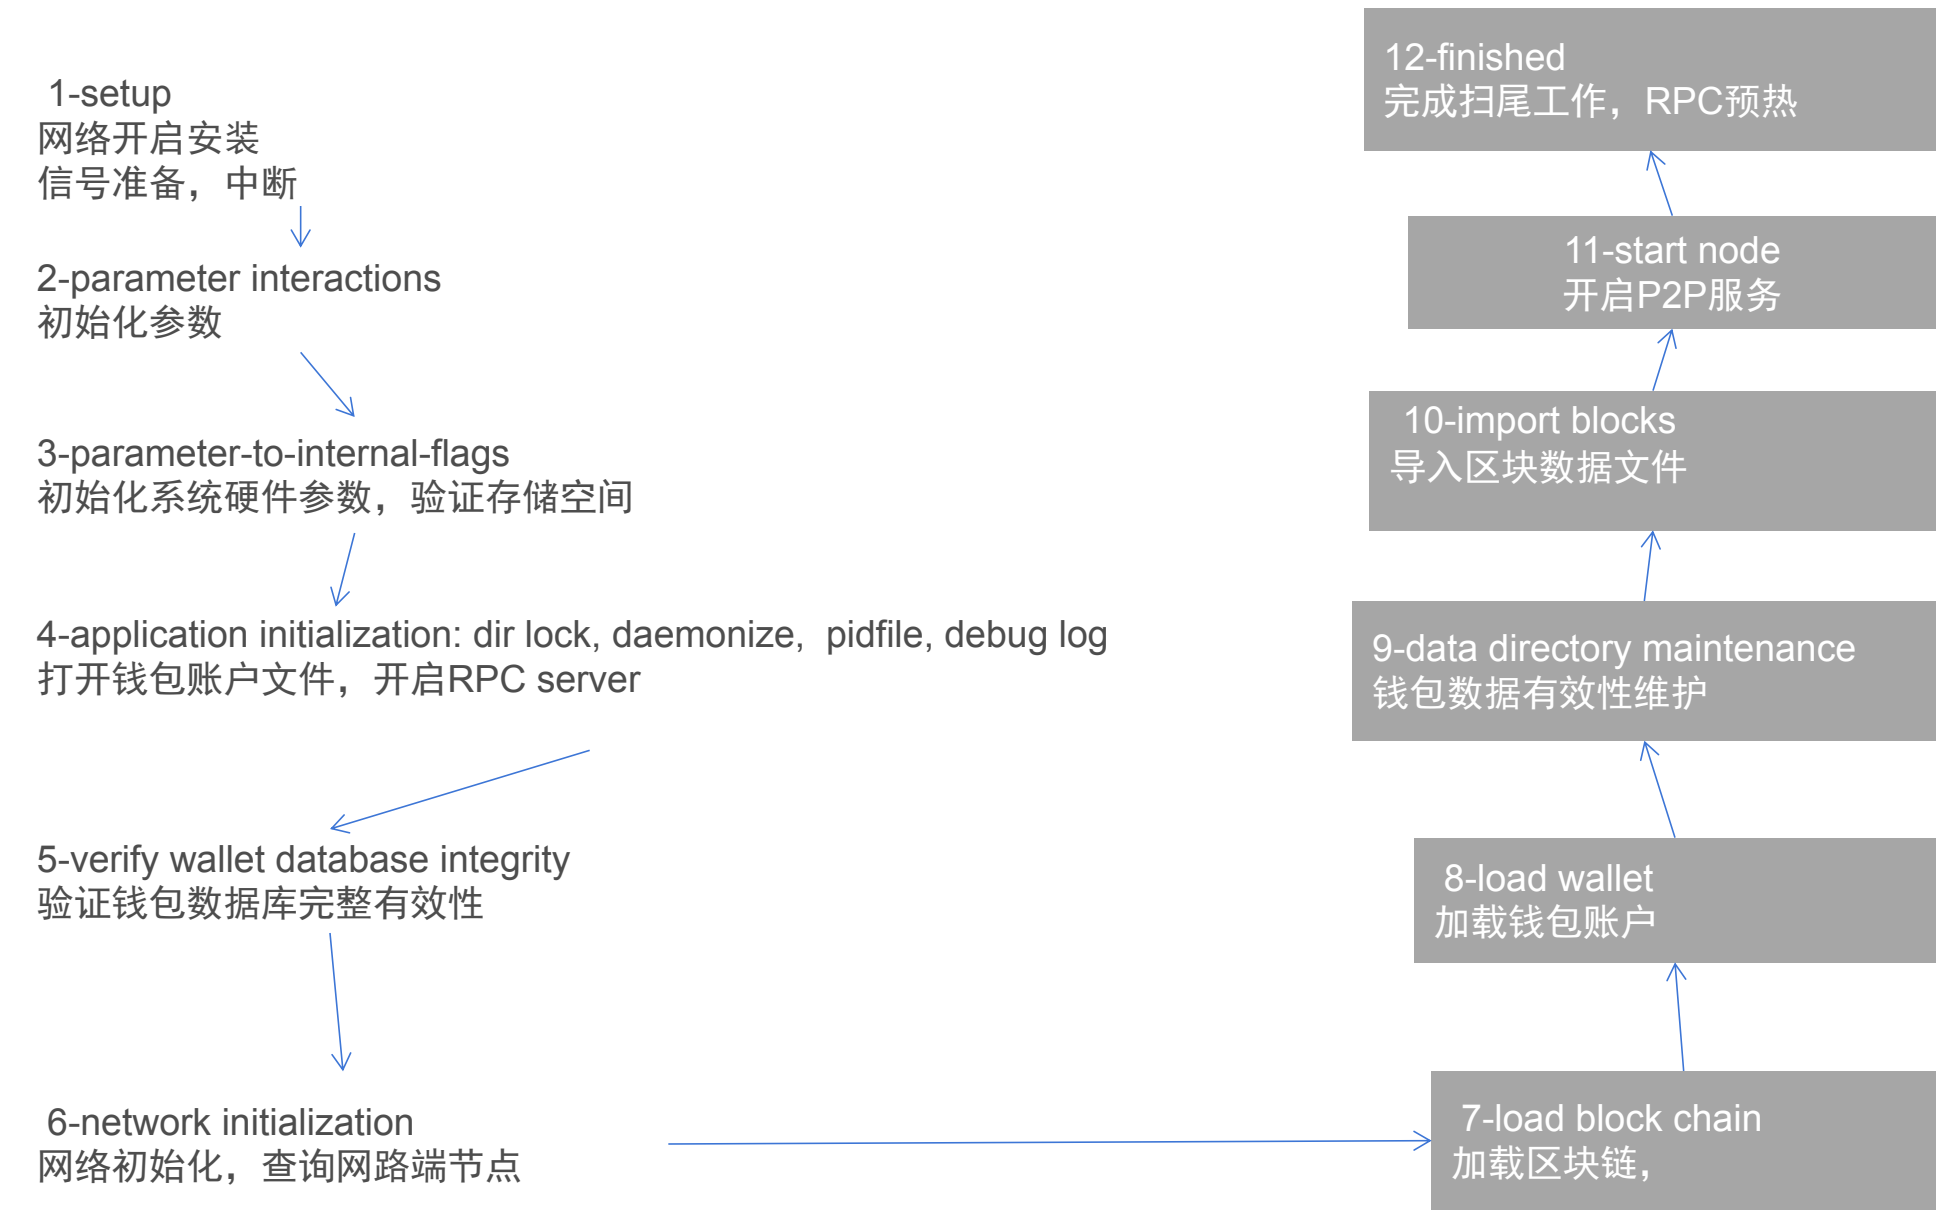 1-setup
网络开启安装
信号准备，中断
2-parameter interactions
初始化参数
3-parameter-to-internal-flags
初始化系统硬件参数，验证存储空间
4-application initialization: dir lock, daemonize,  pidfile, debug log
打开钱包账户文件，开启RPC server
5-verify wallet database integrity
验证钱包数据库完整有效性
6-network initialization
网络初始化，查询网路端节点
7-load block chain
加载区块链，
8-load wallet
加载钱包账户
9-data directory maintenance
钱包数据有效性维护
10-import blocks
导入区块数据文件
11-start node
开启P2P服务
12-finished
完成扫尾工作，RPC预热